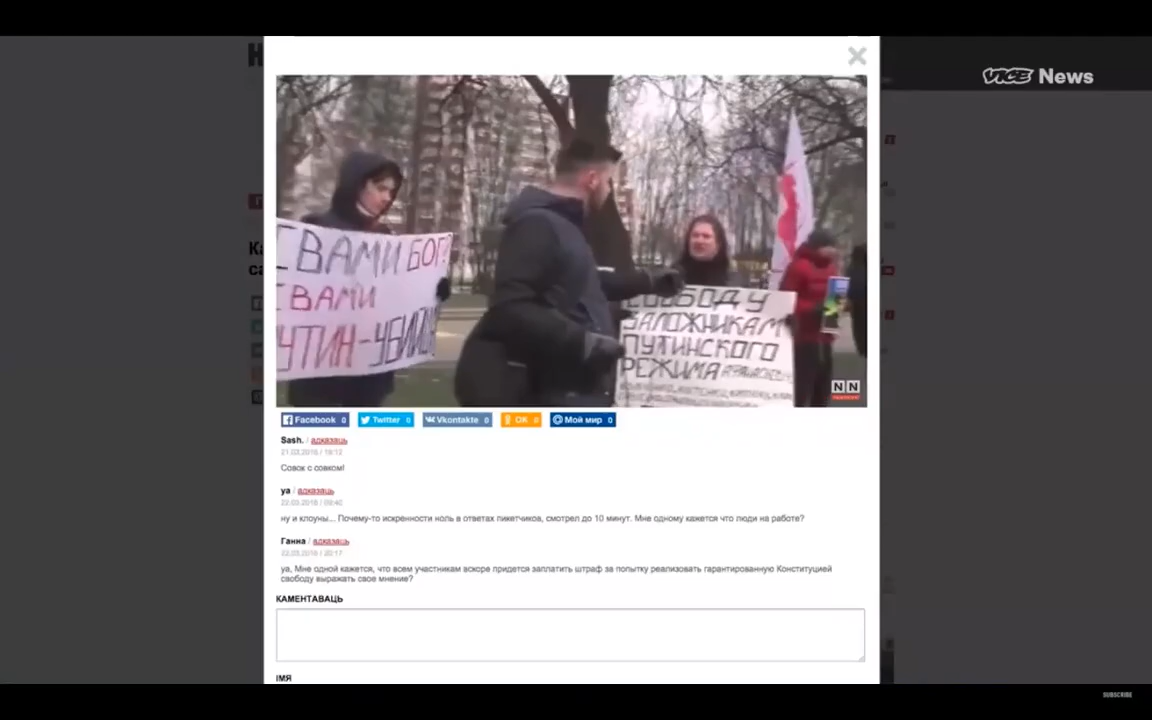 VICE News
С ВАМИ БОГ!
С ВАМИ
ПУТИН-УБИЙЦА
СВОБОДУ
ЗАЛОЖНИКАМ
ПУТИНСКОГО
РЕЖИМА
NN
Facebook 0 Twitter 0 Vkontakte 0 OK 0 Мой мир 0
Sash. / адказаць
21.03.2016 / 18:12
Совок с совком!
ya / адказаць
22.03.2016 / 09:40
ну и клоуны... Почему-то искренности ноль в ответах пикетчиков, смотрел до 10 минут. Мне одному кажется что люди на работе?
Ганна / адказаць
22.03.2016 / 20:17
уа, Мне одной кажется, что всем участникам вскоре придется заплатить штраф за попытку реализовать гарантированную Конституцией
свободу выражать свое мнение?
КАМЕНТАВАЦЬ
ІМЯ
SUBSCRIBE